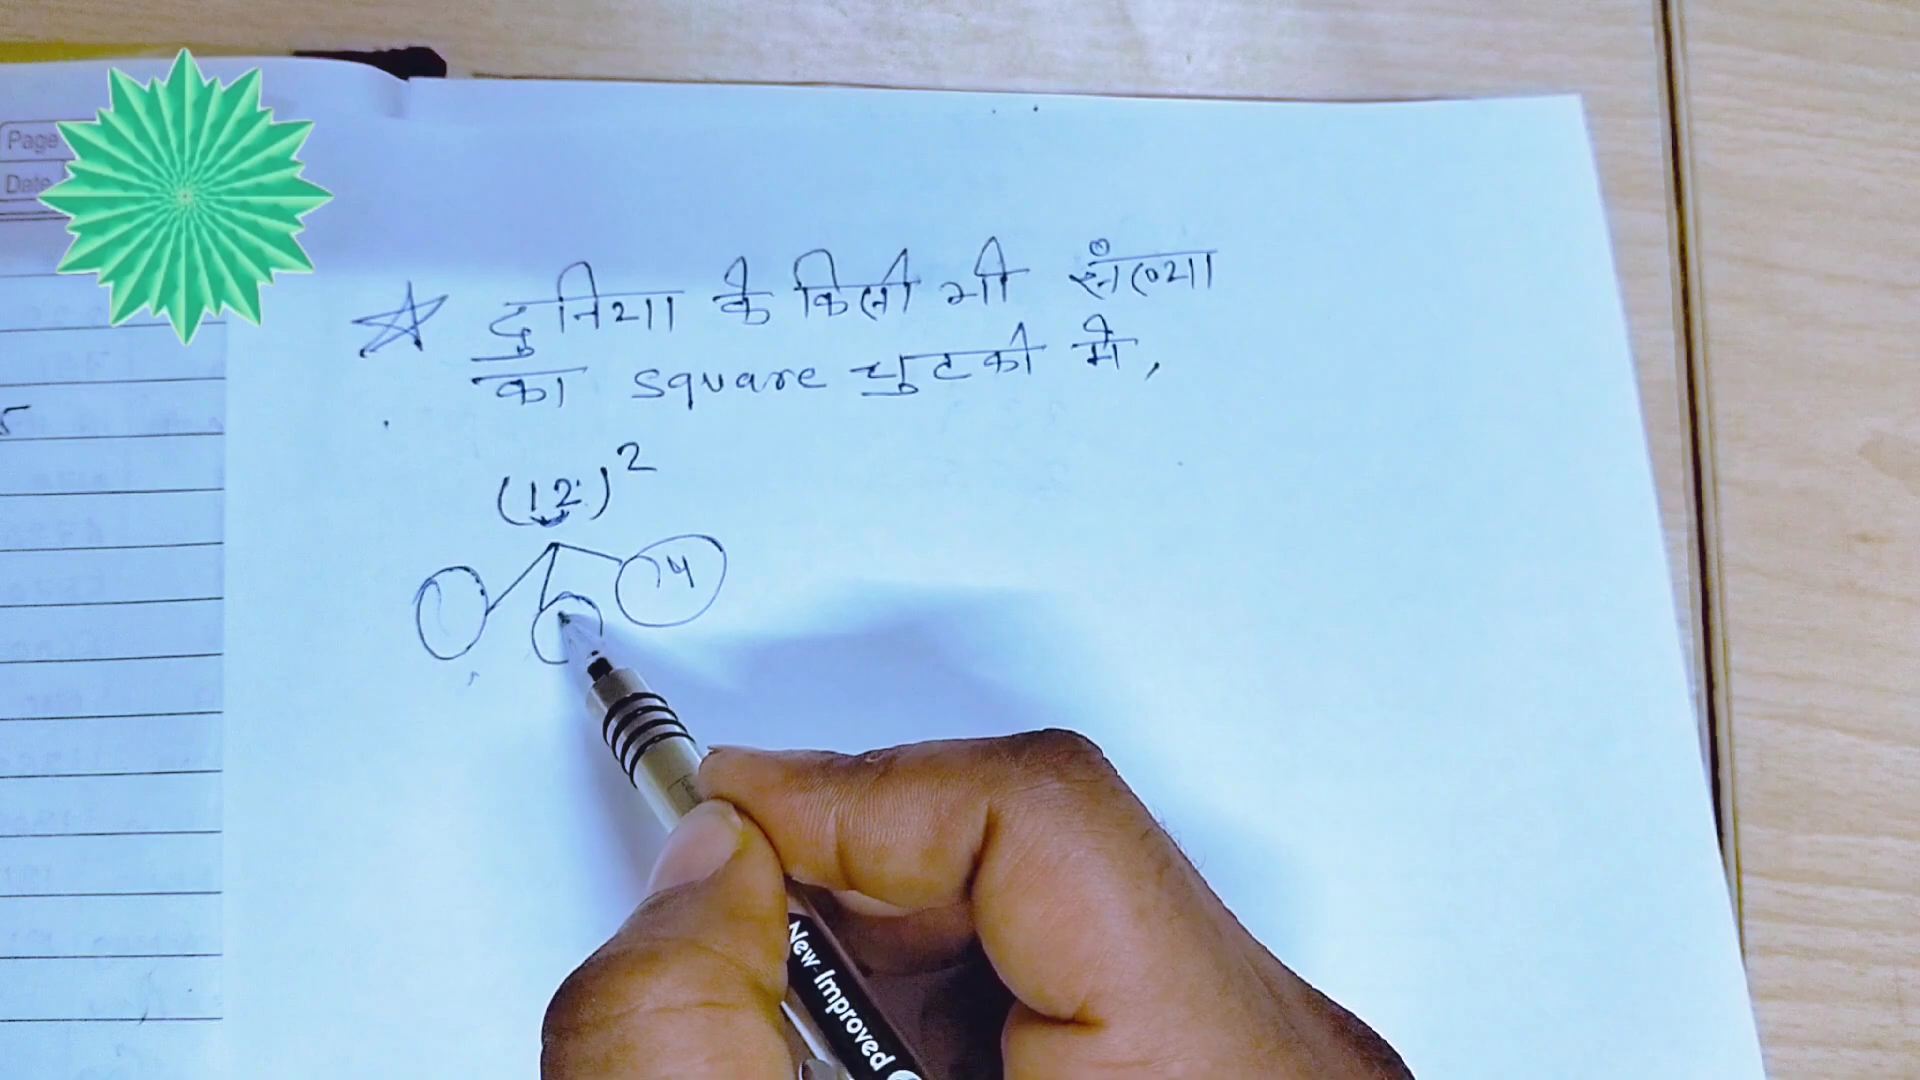 Page
Date
दुनिया के किसी भी संख्या
का square चुटकी में,
(12)²
4
New-Improved